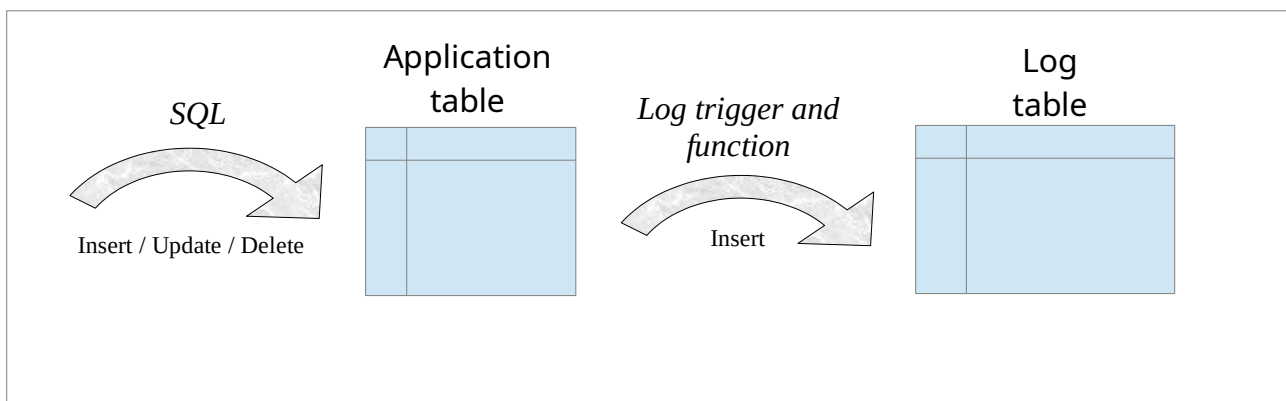 SQL
Insert / Update / Delete
Application
table
Log trigger and
function
Insert
Log
table